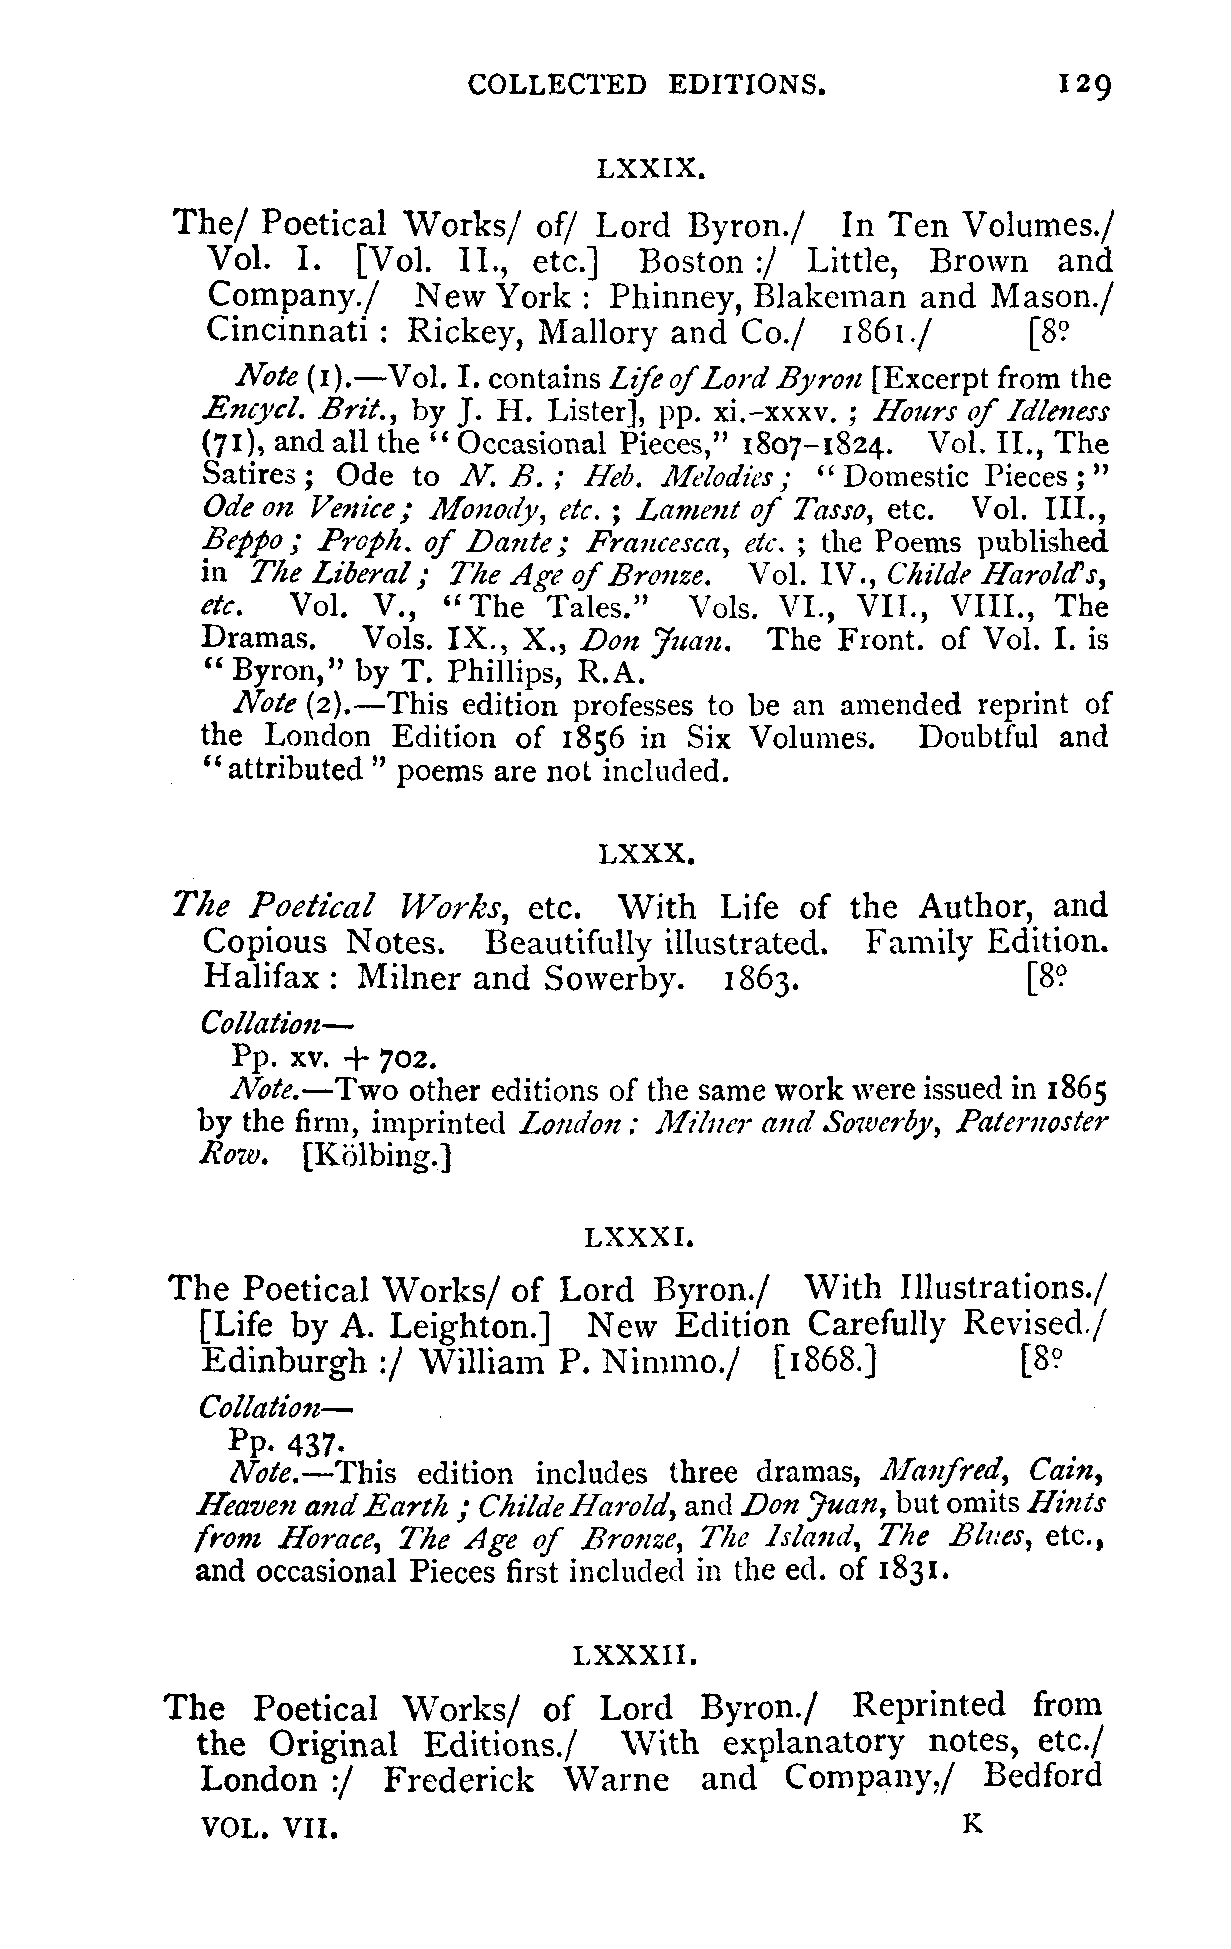 COLLECTED EDITIONS. 129
LXXIX.
The/ Poetical Works/ of/ Lord Byron./ In Ten Volumes./
Vol. I. [Vol. II., etc.] Boston :/ Little, Brown and
Company./ New York : Phinney, Blakeman and Mason./
Cincinnati : Rickey, Mallory and Co./ 1861./ [8º
Note (1).—Vol. I. contains Life of Lord Byron [Excerpt from the
Encycl. Brit., by J. H. Lister], pp. xi.-xxxv. ; Hours of Idleness
(71), and all the “Occasional Pieces,” 1807-1824. Vol. II., The
Satires ; Ode to N. B. ; Heb. Melodies ; “Domestic Pieces ;”
Ode on Venice ; Monody, etc. ; Lament of Tasso, etc. Vol. III.,
Beppo ; Proph. of Dante ; Francesca, etc. ; the Poems published
in The Liberal ; The Age of Bronze. Vol. IV., Childe Harold's,
etc. Vol. V., “The Tales.” Vols. VI., VII., VIII., The
Dramas. Vols. IX., X., Don Juan. The Front. of Vol. I. is
“Byron,” by T. Phillips, R.A.
Note (2).—This edition professes to be an amended reprint of
the London Edition of 1856 in Six Volumes. Doubtful and
“attributed” poems are not included.
LXXX.
The Poetical Works, etc. With Life of the Author, and
Copious Notes. Beautifully illustrated. Family Edition.
Halifax : Milner and Sowerby. 1863. [8º
Collation—
Pp. xv. + 702.
Note.—Two other editions of the same work were issued in 1865
by the firm, imprinted London : Milner and Sowerby, Paternoster
Row. [Kölbing.]
LXXXI.
The Poetical Works/ of Lord Byron./ With Illustrations./
[Life by A. Leighton.] New Edition Carefully Revised./
Edinburgh :/ William P. Nimmo./ [1868.] [8º
Collation—
Pp. 437.
Note.—This edition includes three dramas, Manfred, Cain,
Heaven and Earth ; Childe Harold, and Don Juan, but omits Hints
from Horace, The Age of Bronze, The Island, The Blues, etc.,
and occasional Pieces first included in the ed. of 1831.
LXXXII.
The Poetical Works/ of Lord Byron./ Reprinted from
the Original Editions./ With explanatory notes, etc./
London :/ Frederick Warne and Company,/ Bedford
VOL. VII. K